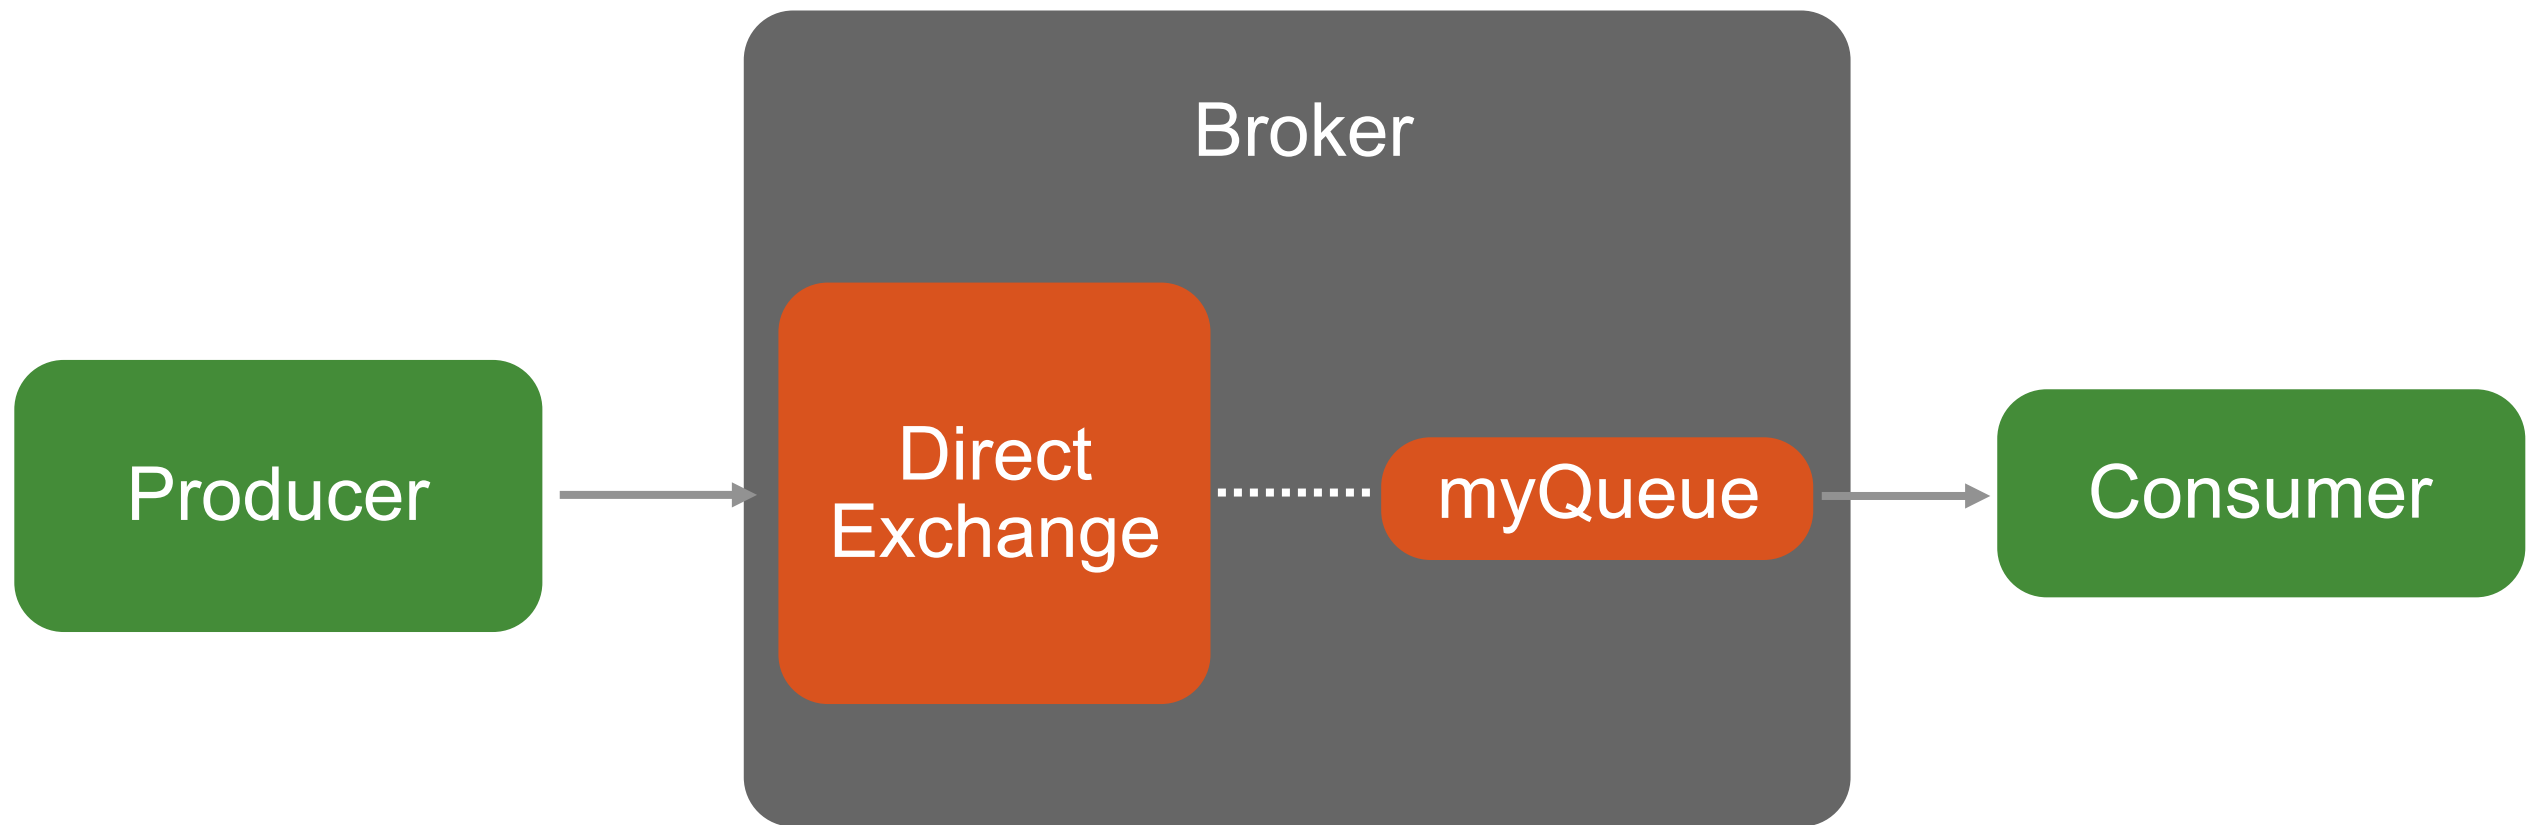 Broker
Producer
Direct
Exchange
myQueue
Consumer